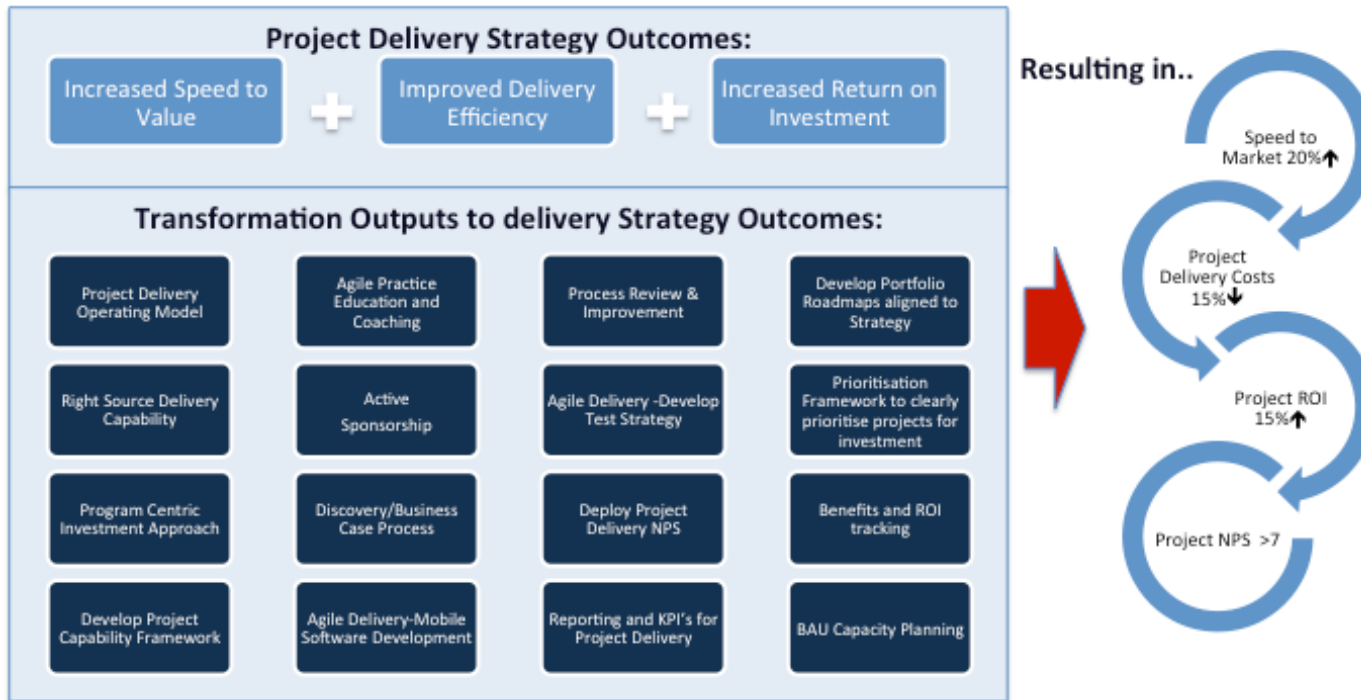 Project Delivery Strategy Outcomes:
Increased Speed to
Value
Improved Delivery
Efficiency
Increased Return on
Investment
Transformation Outputs to delivery Strategy Outcomes:
Project Delivery
Operating Model
Agile Practice
Education and
Coaching
Process Review &
Improvement
Develop Portfolio
Roadmaps aligned to
Strategy
Right Source Delivery
Capability
Active
Sponsorship
Agile Delivery -Develop
Test Strategy
Prioritisation
Framework to clearly
prioritise projects for
investment
Program Centric
Investment Approach
Discovery/Business
Case Process
Deploy Project
Delivery NPS
Benefits and ROI
tracking
Develop Project
Capability Framework
Agile Delivery-Mobile
Software Development
Reporting and KPI's for
Project Delivery
BAU Capacity Planning
Resulting in..
Speed to
Market 20%↑
Project
Delivery Costs
15%↓
Project ROI
15%↑
Project NPS >7